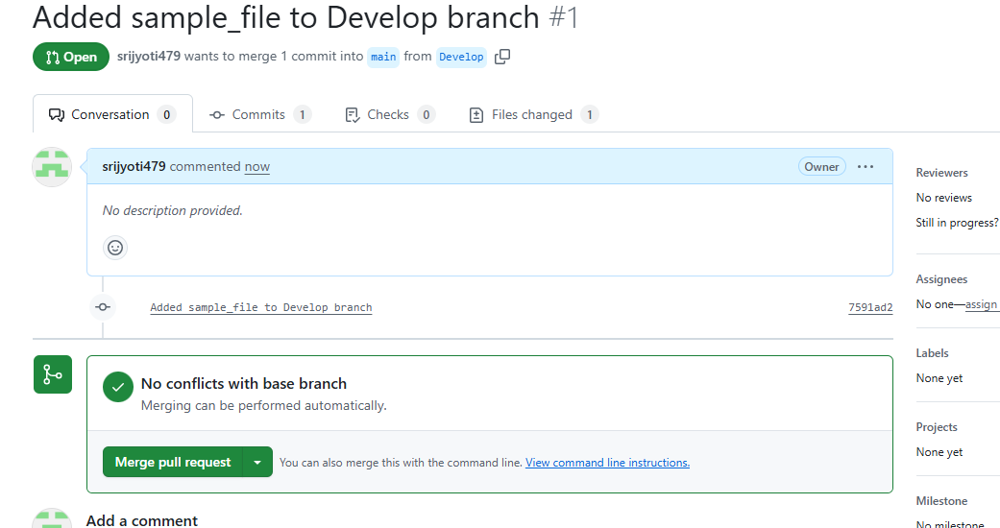 Added sample_file to Develop branch #1
Open srijyoti479 wants to merge 1 commit into main from Develop
Conversation 0 Commits 1 Checks 0 Files changed 1
srijyoti479 commented now Owner
No description provided.
Added sample_file to Develop branch 7591ad2
No conflicts with base branch
Merging can be performed automatically.
Merge pull request You can also merge this with the command line. View command line instructions.
Add a comment
Reviewers
No reviews
Still in progress?
Assignees
No one—assign
Labels
None yet
Projects
None yet
Milestone
No milestone